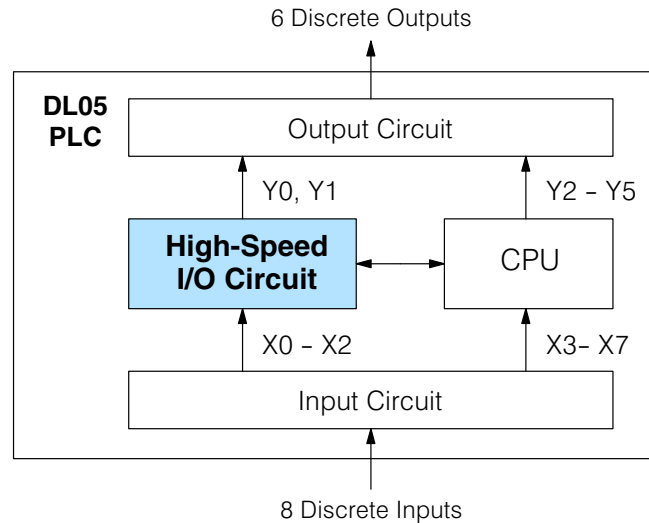 6 Discrete Outputs
DL05
PLC
Output Circuit
Y0, Y1
Y2 – Y5
High-Speed
I/O Circuit
CPU
X0 – X2
X3– X7
Input Circuit
8 Discrete Inputs